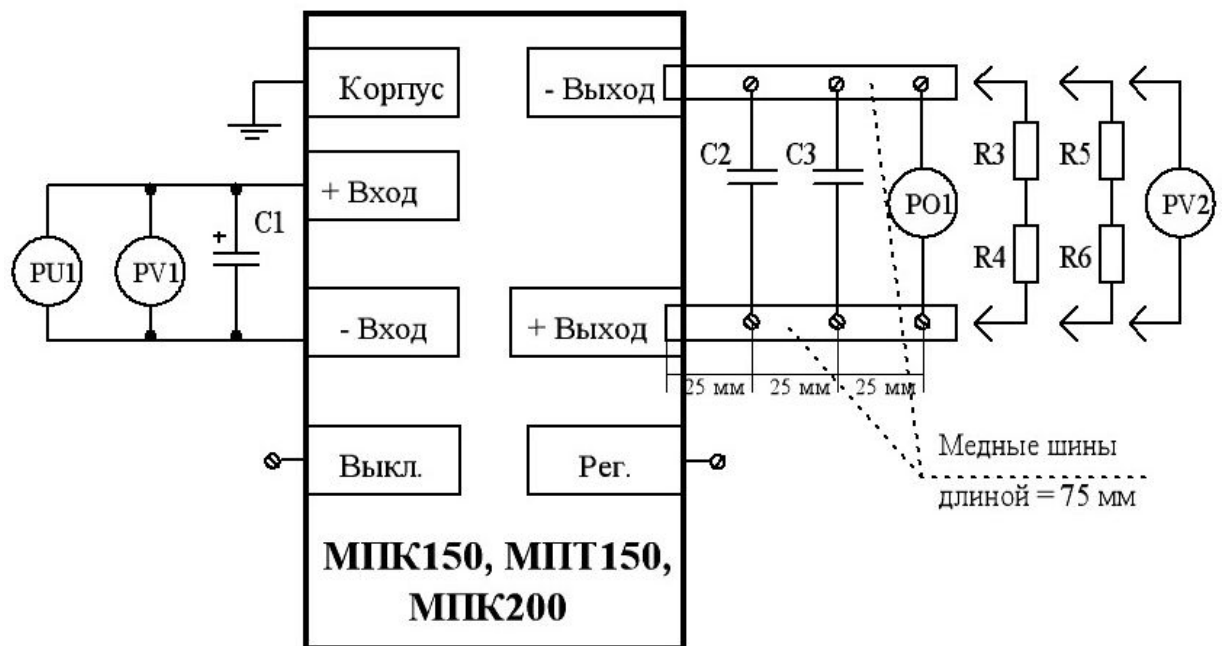 Корпус
- Выход
+ Вход
C1
C2
C3
R3
R5
PU1
PV1
PO1
PV2
R4
R6
- Вход
+ Выход
25 мм
25 мм
25 мм
Выкл.
Рег.
Медные шины
длиной = 75 мм
МПК150, МПТ150,
МПК200